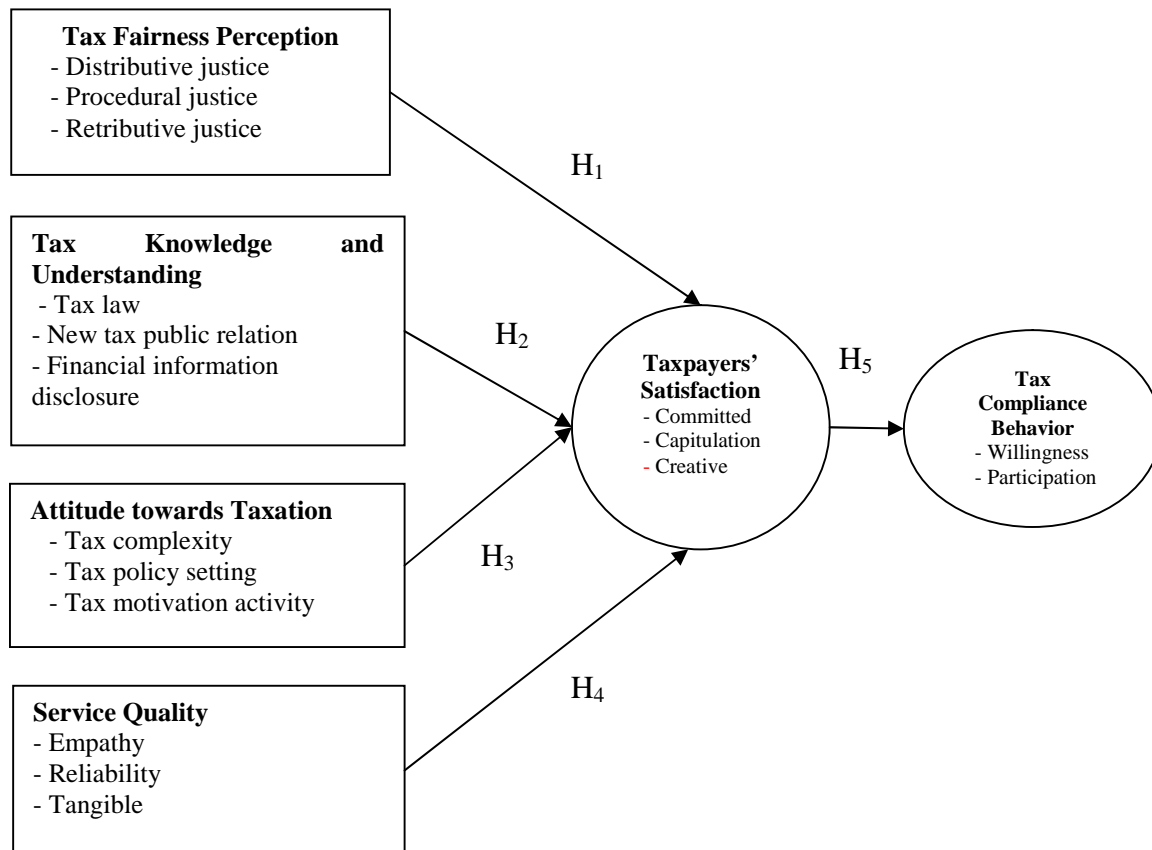 Tax Fairness Perception
- Distributive justice
- Procedural justice
- Retributive justice
H1
Tax Knowledge and
Understanding
- Tax law
- New tax public relation
- Financial information
disclosure
H2
Attitude towards Taxation
- Tax complexity
- Tax policy setting
- Tax motivation activity
H3
Service Quality
- Empathy
- Reliability
- Tangible
H4
Taxpayers’
Satisfaction
- Committed
- Capitulation
- Creative
H5
Tax
Compliance
Behavior
- Willingness
- Participation